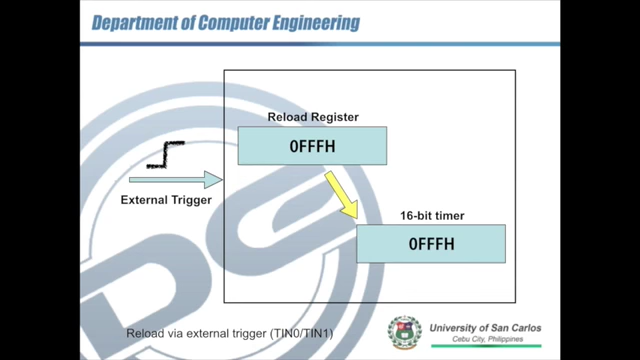 Department of Computer Engineering
Reload Register
0FFFH
External Trigger
16-bit timer
0FFFH
Reload via external trigger (TIN0/TIN1)
University of San Carlos
Cebu City, Philippines